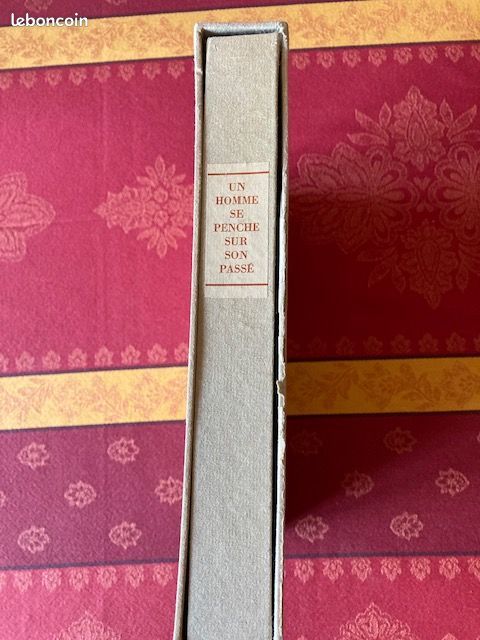 leboncoin
UN
HOMME
SE
PENCHE
SUR
SON
PASSÉ